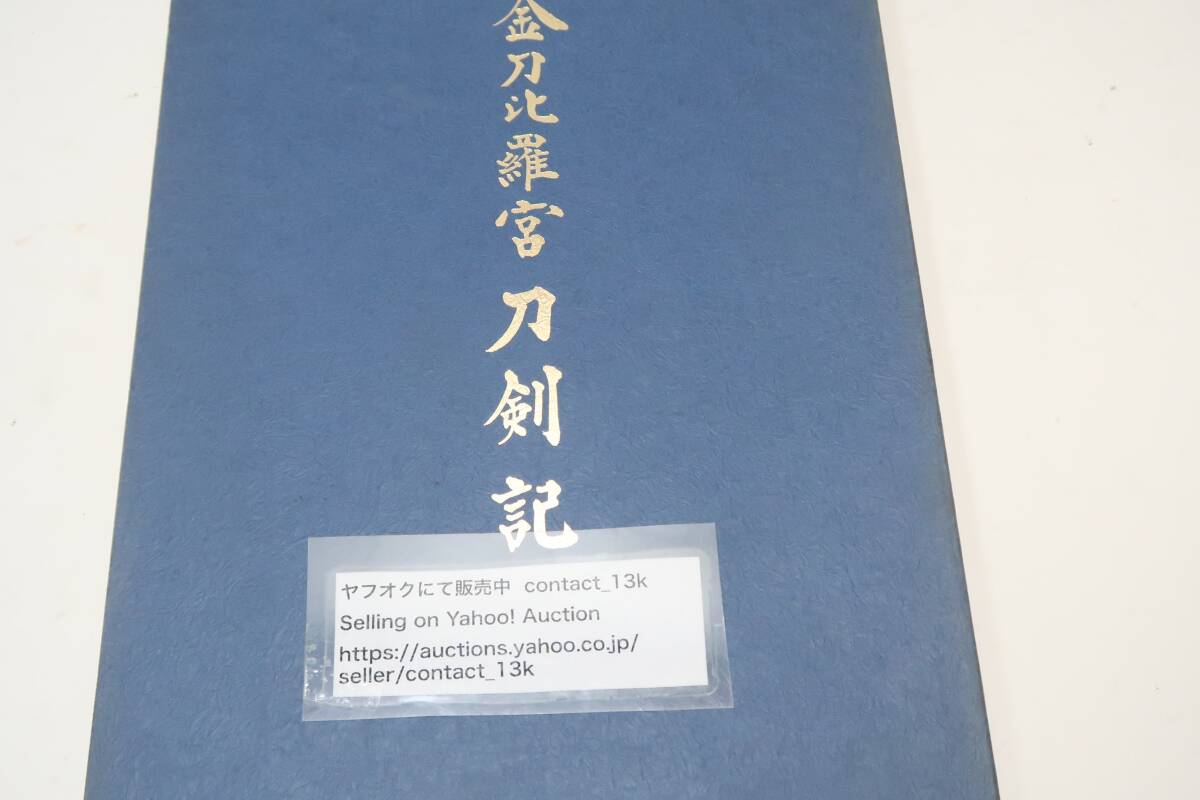 金刀比羅宮刀剣記
ヤフオクにて販売中 contact_13k
Selling on Yahoo! Auction
https://auctions.yahoo.co.jp/
seller/contact_13k